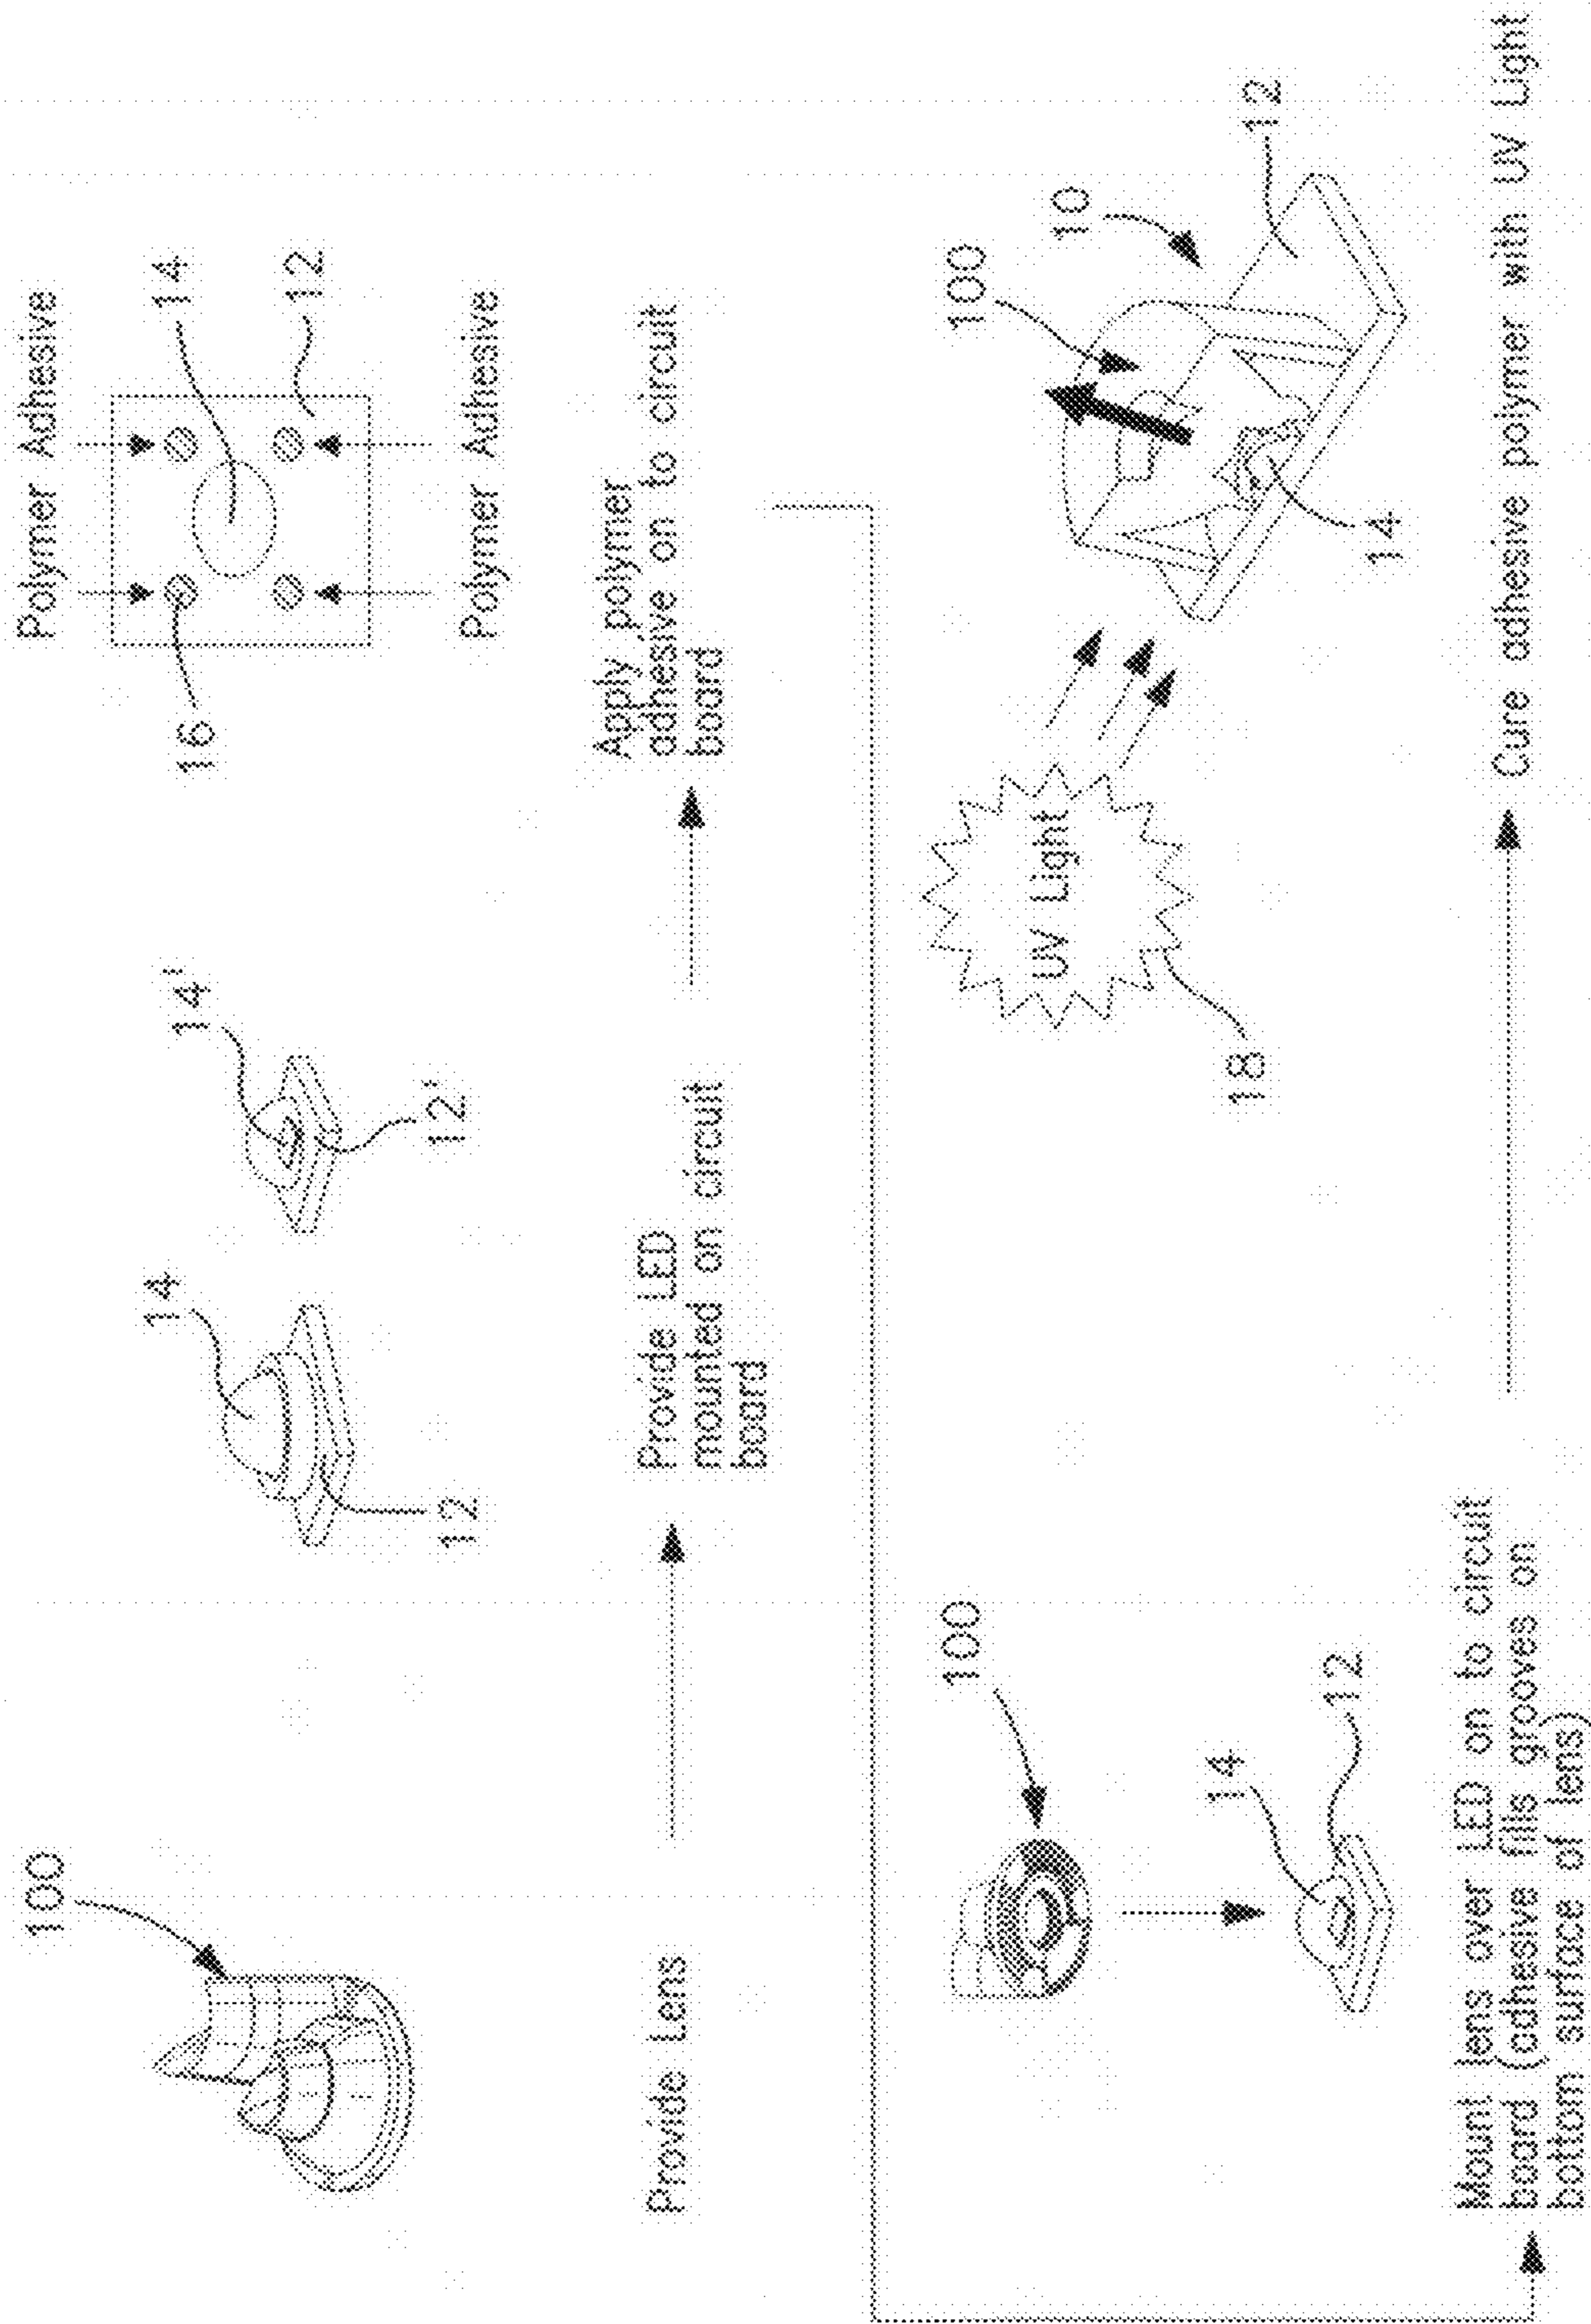 100
Provide Lens
14
12
14'
12'
Provide LED
mounted on circuit
board
Polymer Adhesive
16
14
12
Polymer Adhesive
Apply polymer
adhesive on to circuit
board
100
14
12
Mount lens over LED on to circuit
board (adhesive fills grooves on
bottom surface of lens)
UV Light
18
100
10
12
14
Cure adhesive polymer with UV Light